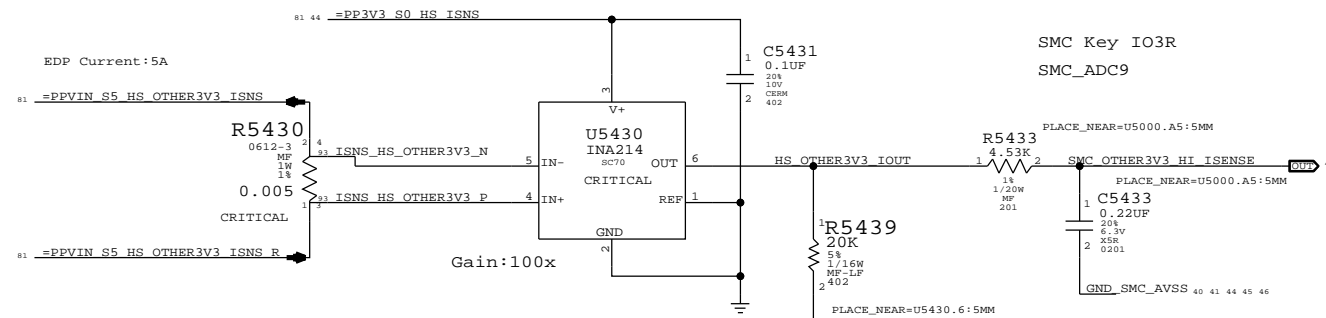 81 44 =PP3V3_S0_HS_ISNS
EDP Current:5A
81 =PPVIN_S5_HS_OTHER3V3_ISNS
R5430
0612-3
MF
1W
1%
0.005
CRITICAL
2 4
1 3
93 ISNS_HS_OTHER3V3_N
93 ISNS_HS_OTHER3V3_P
81 =PPVIN_S5_HS_OTHER3V3_ISNS_R
3
V+
U5430
INA214
SC70
CRITICAL
5 IN-
4 IN+
OUT 6
REF 1
GND
2
Gain:100x
C5431
0.1UF
20%
10V
CERM
402
1
2
HS_OTHER3V3_IOUT
1
R5439
20K
5%
1/16W
MF-LF
402
2
PLACE_NEAR=U5430.6:5MM
SMC Key IO3R
SMC_ADC9
PLACE_NEAR=U5000.A5:5MM
R5433
4.53K
1 2
1%
1/20W
MF
201
SMC_OTHER3V3_HI_ISENSE
OUT
PLACE_NEAR=U5000.A5:5MM
C5433
0.22UF
20%
6.3V
X5R
0201
1
2
GND_SMC_AVSS 40 41 44 45 46